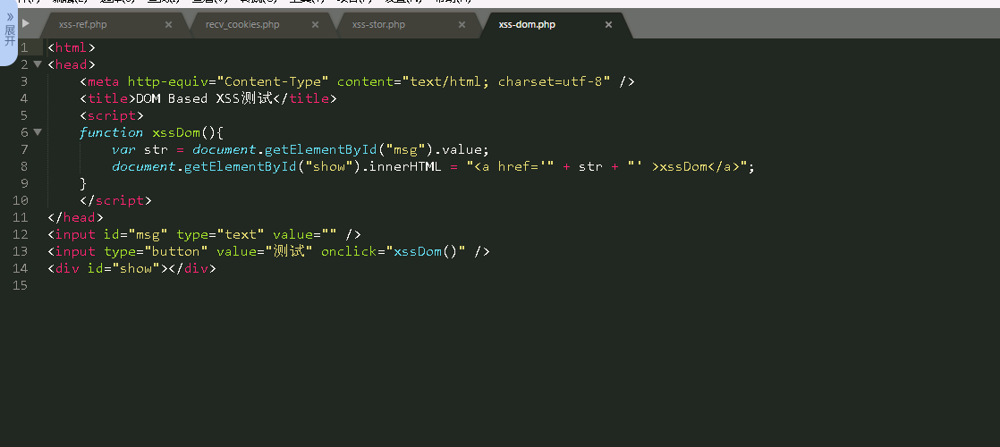 展开
xss-ref.php × recv_cookies.php × xss-stor.php × xss-dom.php ×
1 <html>
2 <head>
3 <meta http-equiv="Content-Type" content="text/html; charset=utf-8" />
4 <title>DOM Based XSS测试</title>
5 <script>
6 function xssDom(){
7 var str = document.getElementById("msg").value;
8 document.getElementById("show").innerHTML = "<a href='" + str + "' >xssDom</a>";
9 }
10 </script>
11 </head>
12 <input id="msg" type="text" value="" />
13 <input type="button" value="测试" onclick="xssDom()" />
14 <div id="show"></div>
15